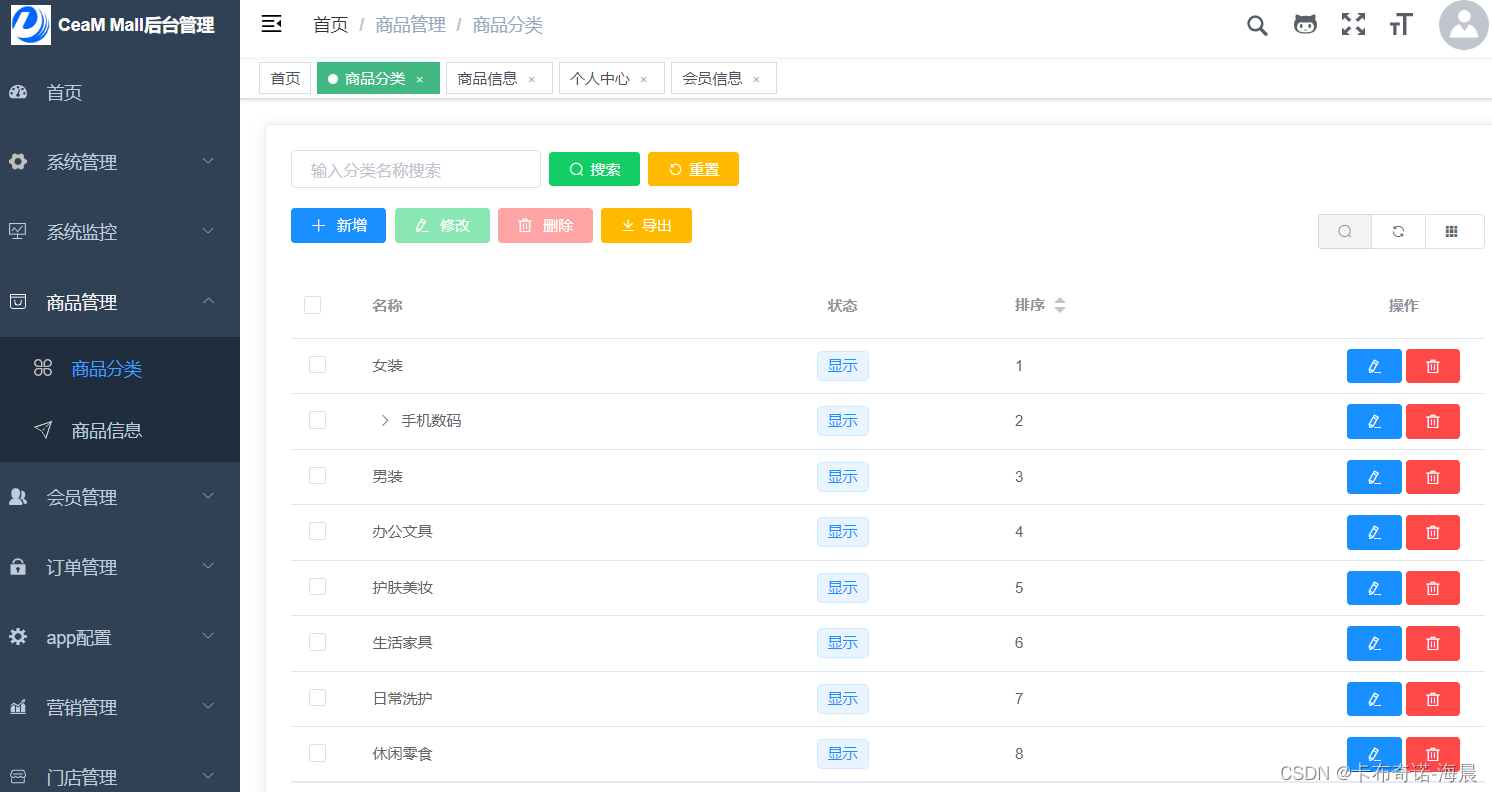 CeaM Mall后台管理
首页 / 商品管理 / 商品分类
首页
系统管理
系统监控
商品管理
商品分类
商品信息
会员管理
订单管理
app配置
营销管理
门店管理
首页 商品分类 × 商品信息 × 个人中心 × 会员信息 ×
输入分类名称搜索 搜索 重置
新增 修改 删除 导出
名称 状态 排序 操作
女装 显示 1
手机数码 显示 2
男装 显示 3
办公文具 显示 4
护肤美妆 显示 5
生活家具 显示 6
日常洗护 显示 7
休闲零食 显示 8
CSDN @卡布奇诺-海晨